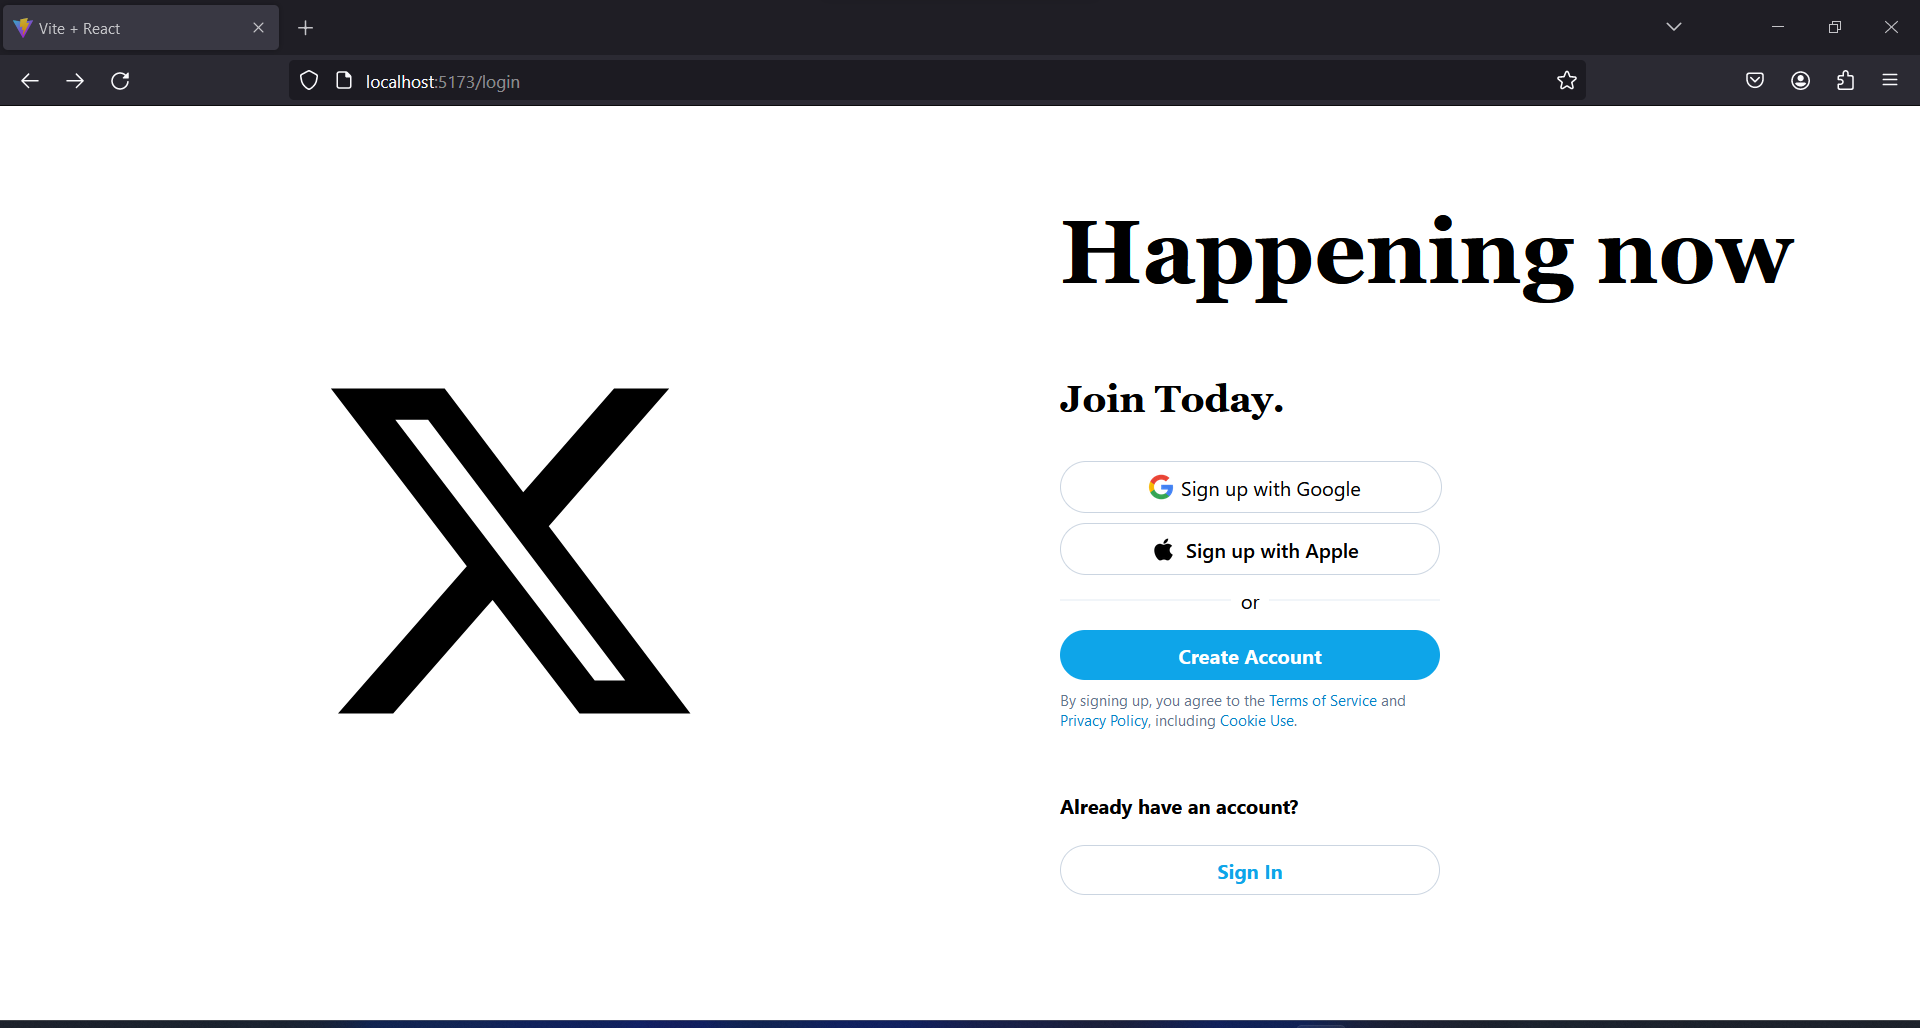 Vite + React
localhost:5173/login
Happening now
Join Today.
Sign up with Google
Sign up with Apple
or
Create Account
By signing up, you agree to the Terms of Service and
Privacy Policy, including Cookie Use.
Already have an account?
Sign In